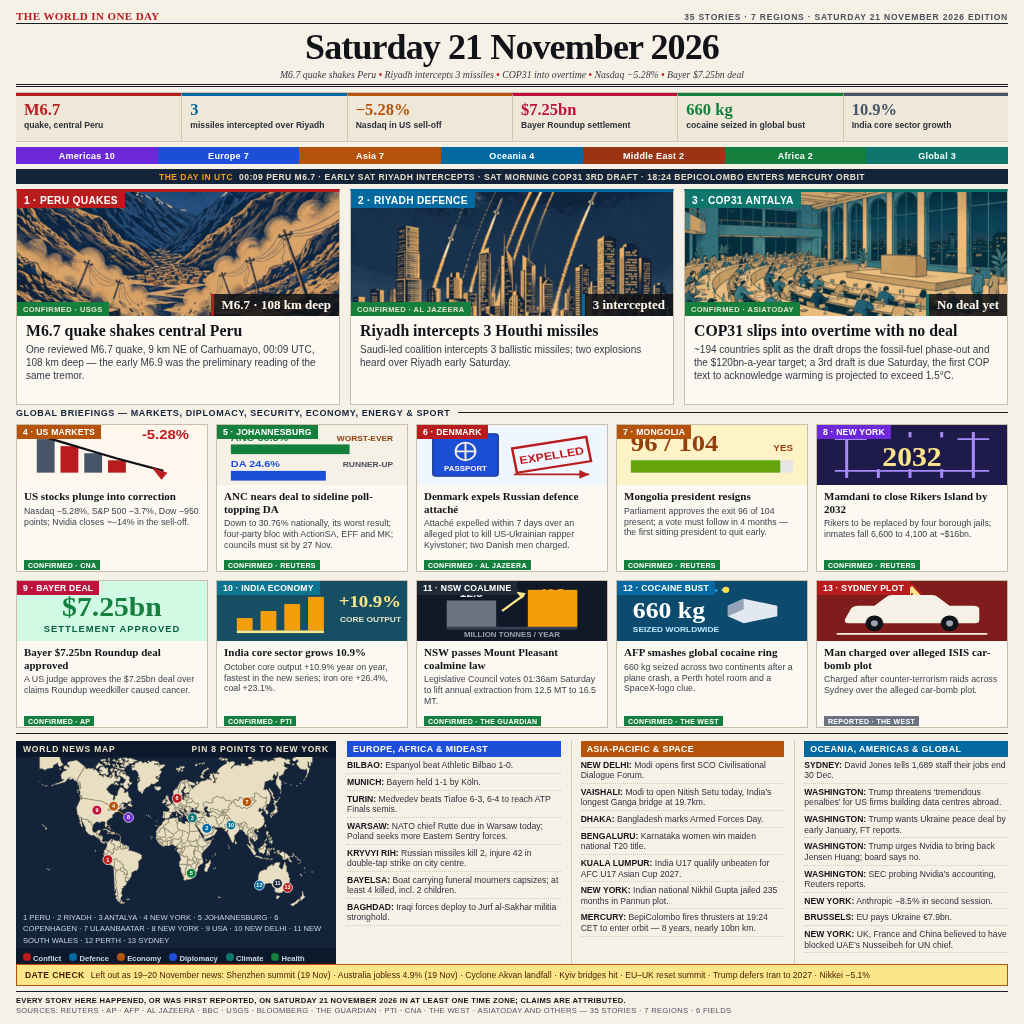 THE WORLD IN ONE DAY
35 STORIES · 7 REGIONS · SATURDAY 21 NOVEMBER 2026 EDITION
Saturday 21 November 2026
M6.7 quake shakes Peru • Riyadh intercepts 3 missiles • COP31 into overtime • Nasdaq −5.28% • Bayer $7.25bn deal
M6.7
quake, central Peru
3
missiles intercepted over Riyadh
−5.28%
Nasdaq in US sell-off
$7.25bn
Bayer Roundup settlement
660 kg
cocaine seized in global bust
10.9%
India core sector growth
Americas 10
Europe 7
Asia 7
Oceania 4
Middle East 2
Africa 2
Global 3
THE DAY IN UTC 00:09 PERU M6.7 · EARLY SAT RIYADH INTERCEPTS · SAT MORNING COP31 3RD DRAFT · 18:24 BEPICOLOMBO ENTERS MERCURY ORBIT
1 · PERU QUAKES
CONFIRMED · USGS
M6.7 · 108 km deep
M6.7 quake shakes central Peru
One reviewed M6.7 quake, 9 km NE of Carhuamayo, 00:09 UTC,
108 km deep — the early M6.9 was the preliminary reading of the
same tremor.
2 · RIYADH DEFENCE
CONFIRMED · AL JAZEERA
3 intercepted
Riyadh intercepts 3 Houthi missiles
Saudi-led coalition intercepts 3 ballistic missiles; two explosions
heard over Riyadh early Saturday.
3 · COP31 ANTALYA
CONFIRMED · ASIATODAY
No deal yet
COP31 slips into overtime with no deal
~194 countries split as the draft drops the fossil-fuel phase-out and
the $120bn-a-year target; a 3rd draft is due Saturday, the first COP
text to acknowledge warming is projected to exceed 1.5°C.
GLOBAL BRIEFINGS — MARKETS, DIPLOMACY, SECURITY, ECONOMY, ENERGY & SPORT
4 · US MARKETS
-5.28%
US stocks plunge into correction
Nasdaq −5.28%, S&P 500 −3.7%, Dow −950
points; Nvidia closes ~−14% in the sell-off.
CONFIRMED · CNA
5 · JOHANNESBURG
WORST-EVER
DA 24.6%
RUNNER-UP
ANC nears deal to sideline poll-
topping DA
Down to 30.76% nationally, its worst result;
four-party bloc with ActionSA, EFF and MK;
councils must sit by 27 Nov.
CONFIRMED · REUTERS
6 · DENMARK
PASSPORT
EXPELLED
Denmark expels Russian defence
attaché
Attaché expelled within 7 days over an
alleged plot to kill US-Ukrainian rapper
Kyivstoner; two Danish men charged.
CONFIRMED · AL JAZEERA
7 · MONGOLIA
96 / 104
YES
Mongolia president resigns
Parliament approves the exit 96 of 104
present; a vote must follow in 4 months —
the first sitting president to quit early.
CONFIRMED · REUTERS
8 · NEW YORK
2032
Mamdani to close Rikers Island by
2032
Rikers to be replaced by four borough jails;
inmates fall 6,600 to 4,100 at ~$16bn.
CONFIRMED · REUTERS
9 · BAYER DEAL
$7.25bn
SETTLEMENT APPROVED
Bayer $7.25bn Roundup deal
approved
A US judge approves the $7.25bn deal over
claims Roundup weedkiller caused cancer.
CONFIRMED · AP
10 · INDIA ECONOMY
+10.9%
CORE OUTPUT
India core sector grows 10.9%
October core output +10.9% year on year,
fastest in the new series; iron ore +26.4%,
coal +23.1%.
CONFIRMED · PTI
11 · NSW COALMINE
MILLION TONNES / YEAR
NSW passes Mount Pleasant
coalmine law
Legislative Council votes 01:36am Saturday
to lift annual extraction from 12.5 MT to 16.5
MT.
CONFIRMED · THE GUARDIAN
12 · COCAINE BUST
660 kg
SEIZED WORLDWIDE
AFP smashes global cocaine ring
660 kg seized across two continents after a
plane crash, a Perth hotel room and a
SpaceX-logo clue.
CONFIRMED · THE WEST
13 · SYDNEY PLOT
Man charged over alleged ISIS car-
bomb plot
Charged after counter-terrorism raids across
Sydney over the alleged car-bomb plot.
REPORTED · THE WEST
WORLD NEWS MAP
PIN 8 POINTS TO NEW YORK
9
4
8
1
6
3
2
5
7
10
12
11
13
1 PERU · 2 RIYADH · 3 ANTALYA · 4 NEW YORK · 5 JOHANNESBURG · 6
COPENHAGEN · 7 ULAANBAATAR · 8 NEW YORK · 9 USA · 10 NEW DELHI · 11 NEW
SOUTH WALES · 12 PERTH · 13 SYDNEY
Conflict Defence Economy Diplomacy Climate Health
EUROPE, AFRICA & MIDEAST
BILBAO: Espanyol beat Athletic Bilbao 1-0.
MUNICH: Bayern held 1-1 by Köln.
TURIN: Medvedev beats Tiafoe 6-3, 6-4 to reach ATP
Finals semis.
WARSAW: NATO chief Rutte due in Warsaw today;
Poland seeks more Eastern Sentry forces.
KRYVYI RIH: Russian missiles kill 2, injure 42 in
double-tap strike on city centre.
BAYELSA: Boat carrying funeral mourners capsizes; at
least 4 killed, incl. 2 children.
BAGHDAD: Iraqi forces deploy to Jurf al-Sakhar militia
stronghold.
ASIA-PACIFIC & SPACE
NEW DELHI: Modi opens first SCO Civilisational
Dialogue Forum.
VAISHALI: Modi to open Nitish Setu today, India's
longest Ganga bridge at 19.7km.
DHAKA: Bangladesh marks Armed Forces Day.
BENGALURU: Karnataka women win maiden
national T20 title.
KUALA LUMPUR: India U17 qualify unbeaten for
AFC U17 Asian Cup 2027.
NEW YORK: Indian national Nikhil Gupta jailed 235
months in Pannun plot.
MERCURY: BepiColombo fires thrusters at 19:24
CET to enter orbit — 8 years, nearly 10bn km.
OCEANIA, AMERICAS & GLOBAL
SYDNEY: David Jones tells 1,689 staff their jobs end
30 Dec.
WASHINGTON: Trump threatens 'tremendous
penalties' for US firms building data centres abroad.
WASHINGTON: Trump wants Ukraine peace deal by
early January, FT reports.
WASHINGTON: Trump urges Nvidia to bring back
Jensen Huang; board says no.
WASHINGTON: SEC probing Nvidia's accounting,
Reuters reports.
NEW YORK: Anthropic −8.5% in second session.
BRUSSELS: EU pays Ukraine €7.9bn.
NEW YORK: UK, France and China believed to have
blocked UAE's Nusseibeh for UN chief.
DATE CHECK Left out as 19–20 November news: Shenzhen summit (19 Nov) · Australia jobless 4.9% (19 Nov) · Cyclone Akvan landfall · Kyiv bridges hit · EU–UK reset summit · Trump defers Iran to 2027 · Nikkei −5.1%
EVERY STORY HERE HAPPENED, OR WAS FIRST REPORTED, ON SATURDAY 21 NOVEMBER 2026 IN AT LEAST ONE TIME ZONE; CLAIMS ARE ATTRIBUTED.
SOURCES: REUTERS · AP · AFP · AL JAZEERA · BBC · USGS · BLOOMBERG · THE GUARDIAN · PTI · CNA · THE WEST · ASIATODAY AND OTHERS — 35 STORIES · 7 REGIONS · 6 FIELDS